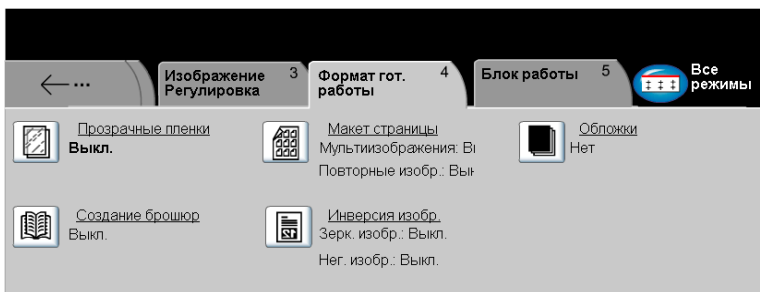 ←...
Изображение 3
Регулировка
Формат гот. 4
работы
Блок работы 5
Все
режимы
Прозрачные пленки
Выкл.
Макет страницы
Мультиизображения: Вы
Повторные изобр.: Вык
Обложки
Нет
Создание брошюр
Выкл.
Инверсия изобр.
Зерк. изобр.: Выкл.
Нег. изобр.: Выкл.